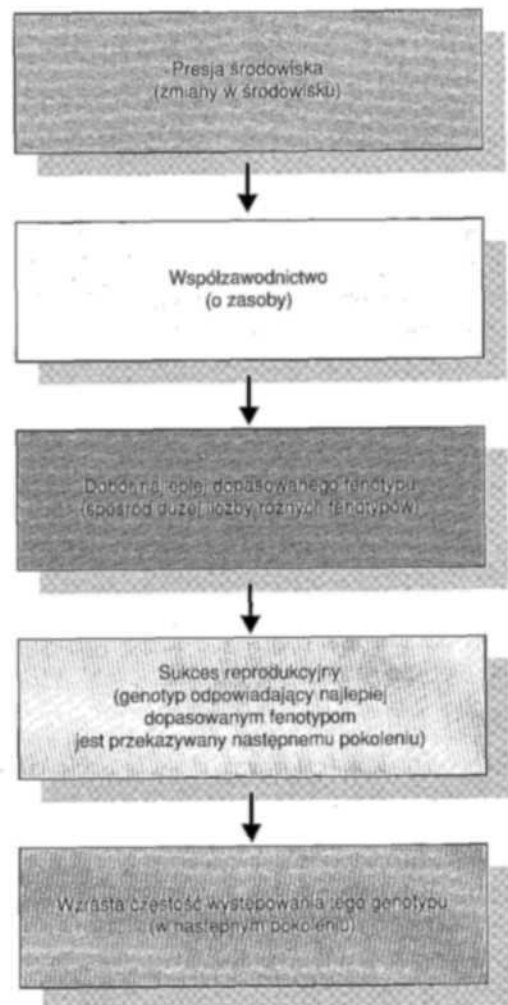 Presja środowiska
(zmiany w środowisku)
Współzawodnictwo
(o zasoby)
Dobór najlepiej dopasowanego fenotypu
(spośród dużej liczby różnych fenotypów)
Sukces reprodukcyjny
(genotyp odpowiadający najlepiej
dopasowanym fenotypom
jest przekazywany następnemu pokoleniu)
Wzrasta częstość występowania tego genotypu
(w następnym pokoleniu)